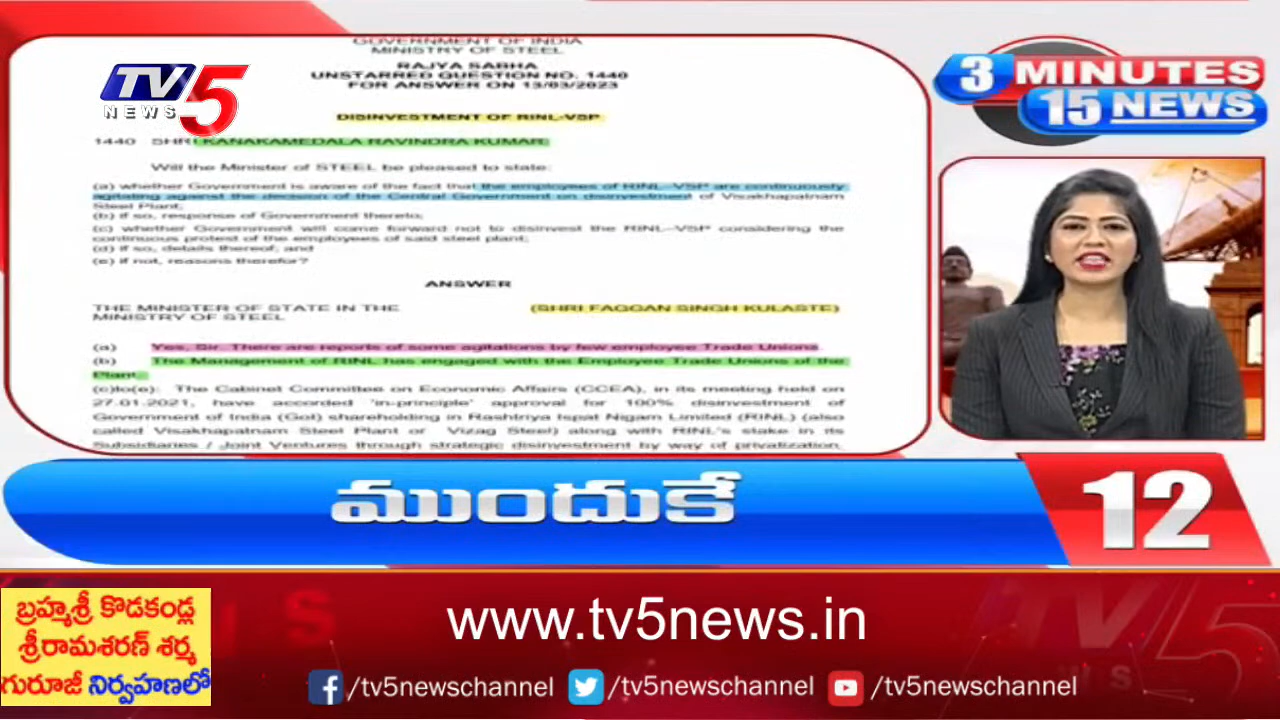 GOVERNMENT OF INDIA
MINISTRY OF STEEL
RAJYA SABHA
UNSTARRED QUESTION NO. 1440
FOR ANSWER ON 13/03/2023
DISINVESTMENT OF RINL-VSP
1440 SHRI KANAKAMEDALA RAVINDRA KUMAR:
Will the Minister of STEEL be pleased to state:
(a) whether Government is aware of the fact that the employees of RINL-VSP are continuously
agitating against the decision of the Central Government on disinvestment of Visakhapatnam
Steel Plant;
(b) if so, response of Government thereto;
(c) whether Government will come forward not to disinvest the RINL-VSP considering the
continuous protest of the employees of said steel plant;
(d) if so, details thereof; and
(e) if not, reasons therefor?
ANSWER
THE MINISTER OF STATE IN THE
MINISTRY OF STEEL
(SHRI FAGGAN SINGH KULASTE)
(a) Yes, Sir. There are reports of some agitations by few employee Trade Unions.
(b) The Management of RINL has engaged with the Employee Trade Unions of the
Plant.
(c)to(e): The Cabinet Committee on Economic Affairs (CCEA), in its meeting held on
27.01.2021, have accorded 'in-principle' approval for 100% disinvestment of
Government of India (GoI) shareholding in Rashtriya Ispat Nigam Limited (RINL) (also
called Visakhapatnam Steel Plant or Vizag Steel) along with RINL's stake in its
Subsidiaries / Joint Ventures through strategic disinvestment by way of privatization.
TV5
NEWS
3 MINUTES
15 NEWS
ముందుకే
12
బ్రహ్మశ్రీ కొడకండ్ల
శ్రీరామశరణ్ శర్మ
గురూజీ నిర్వహణలో
www.tv5news.in
/tv5newschannel
/tv5newschannel
/tv5newschannel